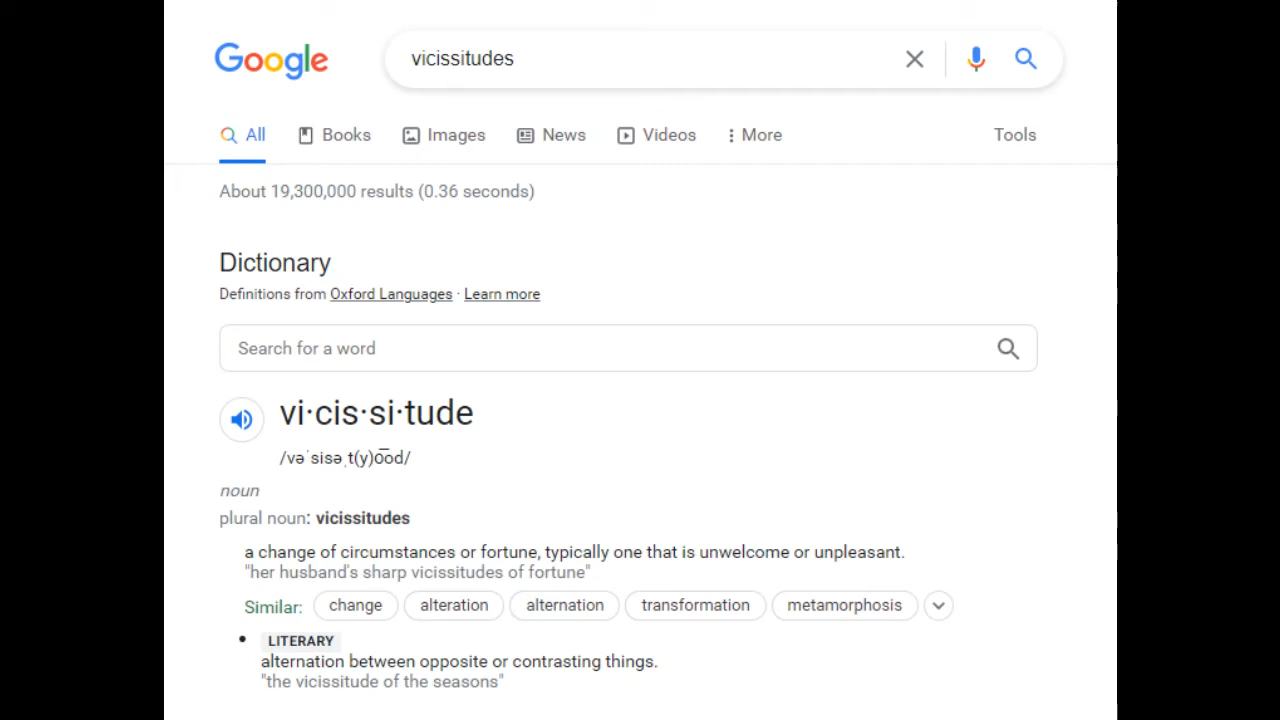 Google vicissitudes
All Books Images News Videos More Tools
About 19,300,000 results (0.36 seconds)
Dictionary
Definitions from Oxford Languages · Learn more
Search for a word
vi·cis·si·tude
/vəˈsisəˌt(y)o͞od/
noun
plural noun: vicissitudes
a change of circumstances or fortune, typically one that is unwelcome or unpleasant.
"her husband's sharp vicissitudes of fortune"
Similar: change alteration alternation transformation metamorphosis
LITERARY
alternation between opposite or contrasting things.
"the vicissitude of the seasons"